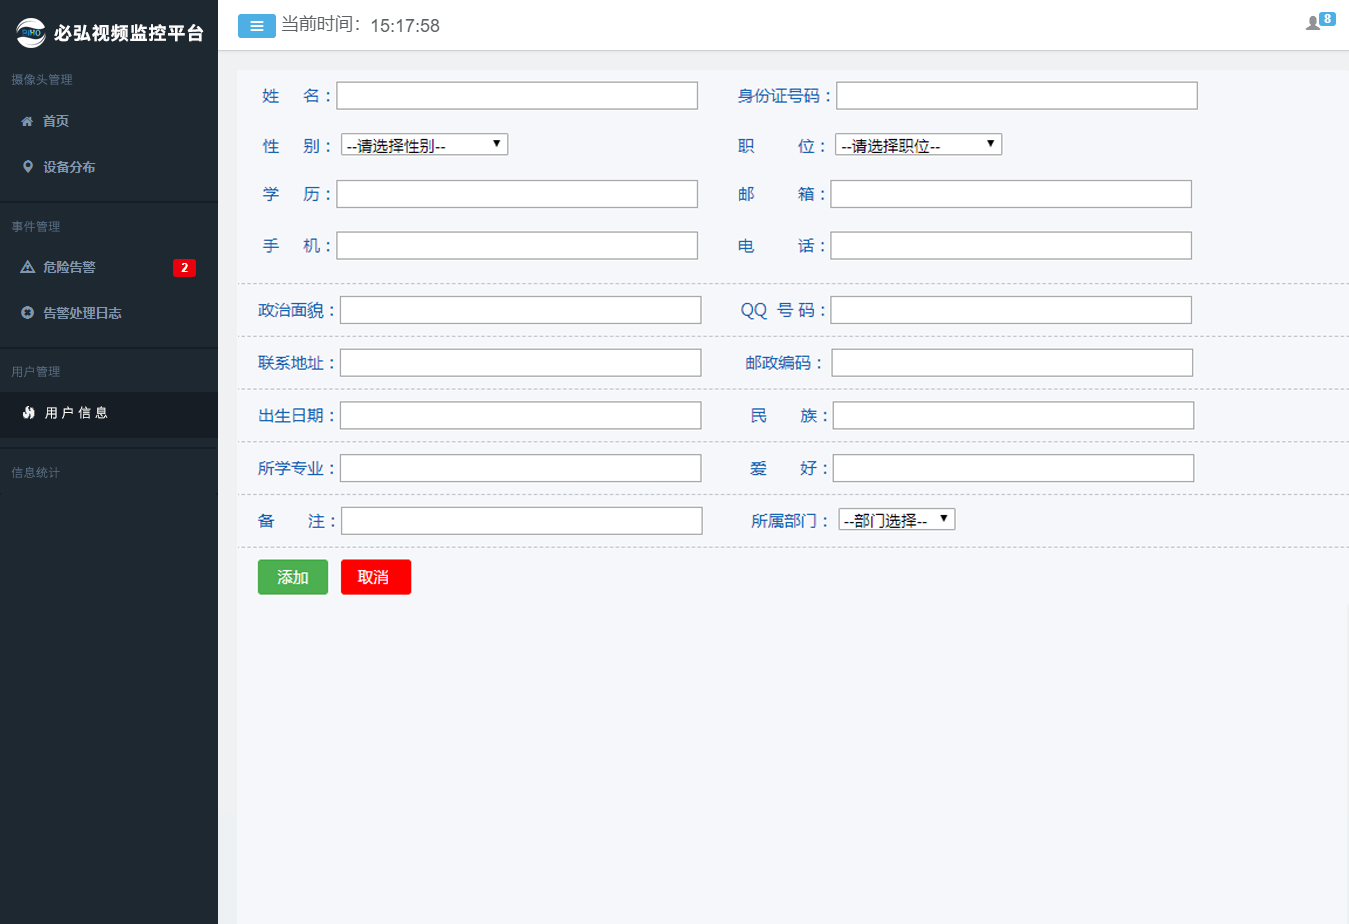 必弘视频监控平台
当前时间: 15:17:58
8
摄像头管理
首页
设备分布
事件管理
危险告警 2
告警处理日志
用户管理
用户信息
信息统计
姓 名: 身份证号码:
性 别: --请选择性别-- 职 位: --请选择职位--
学 历: 邮 箱:
手 机: 电 话:
政治面貌: QQ 号 码:
联系地址: 邮政编码:
出生日期: 民 族:
所学专业: 爱 好:
备 注: 所属部门: --部门选择--
添加 取消